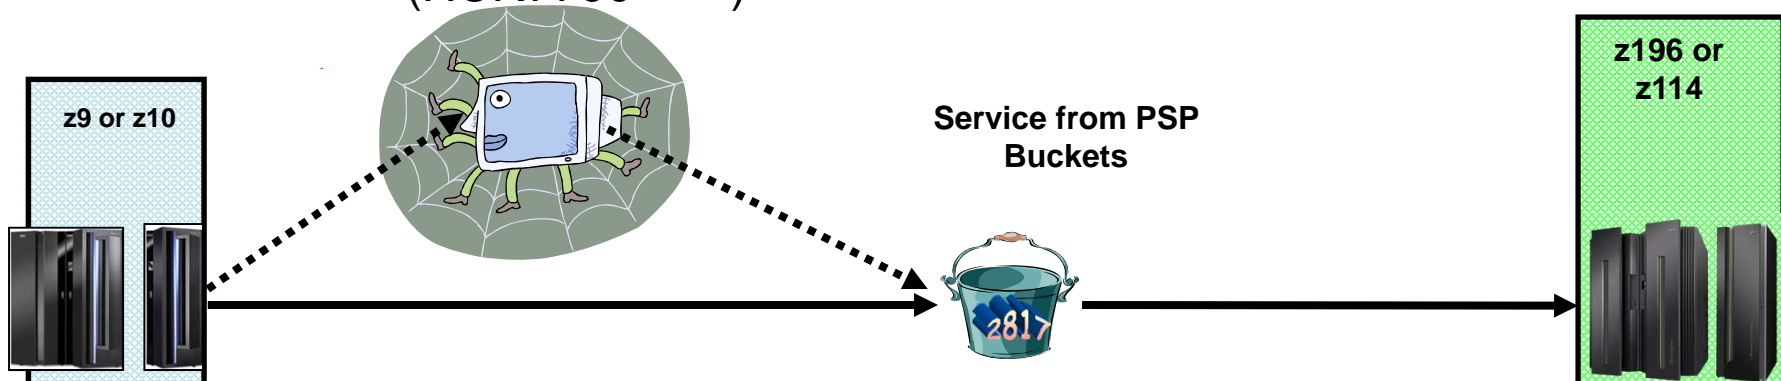 z9 or z10
Service from PSP
Buckets
2817
z196 or
z114